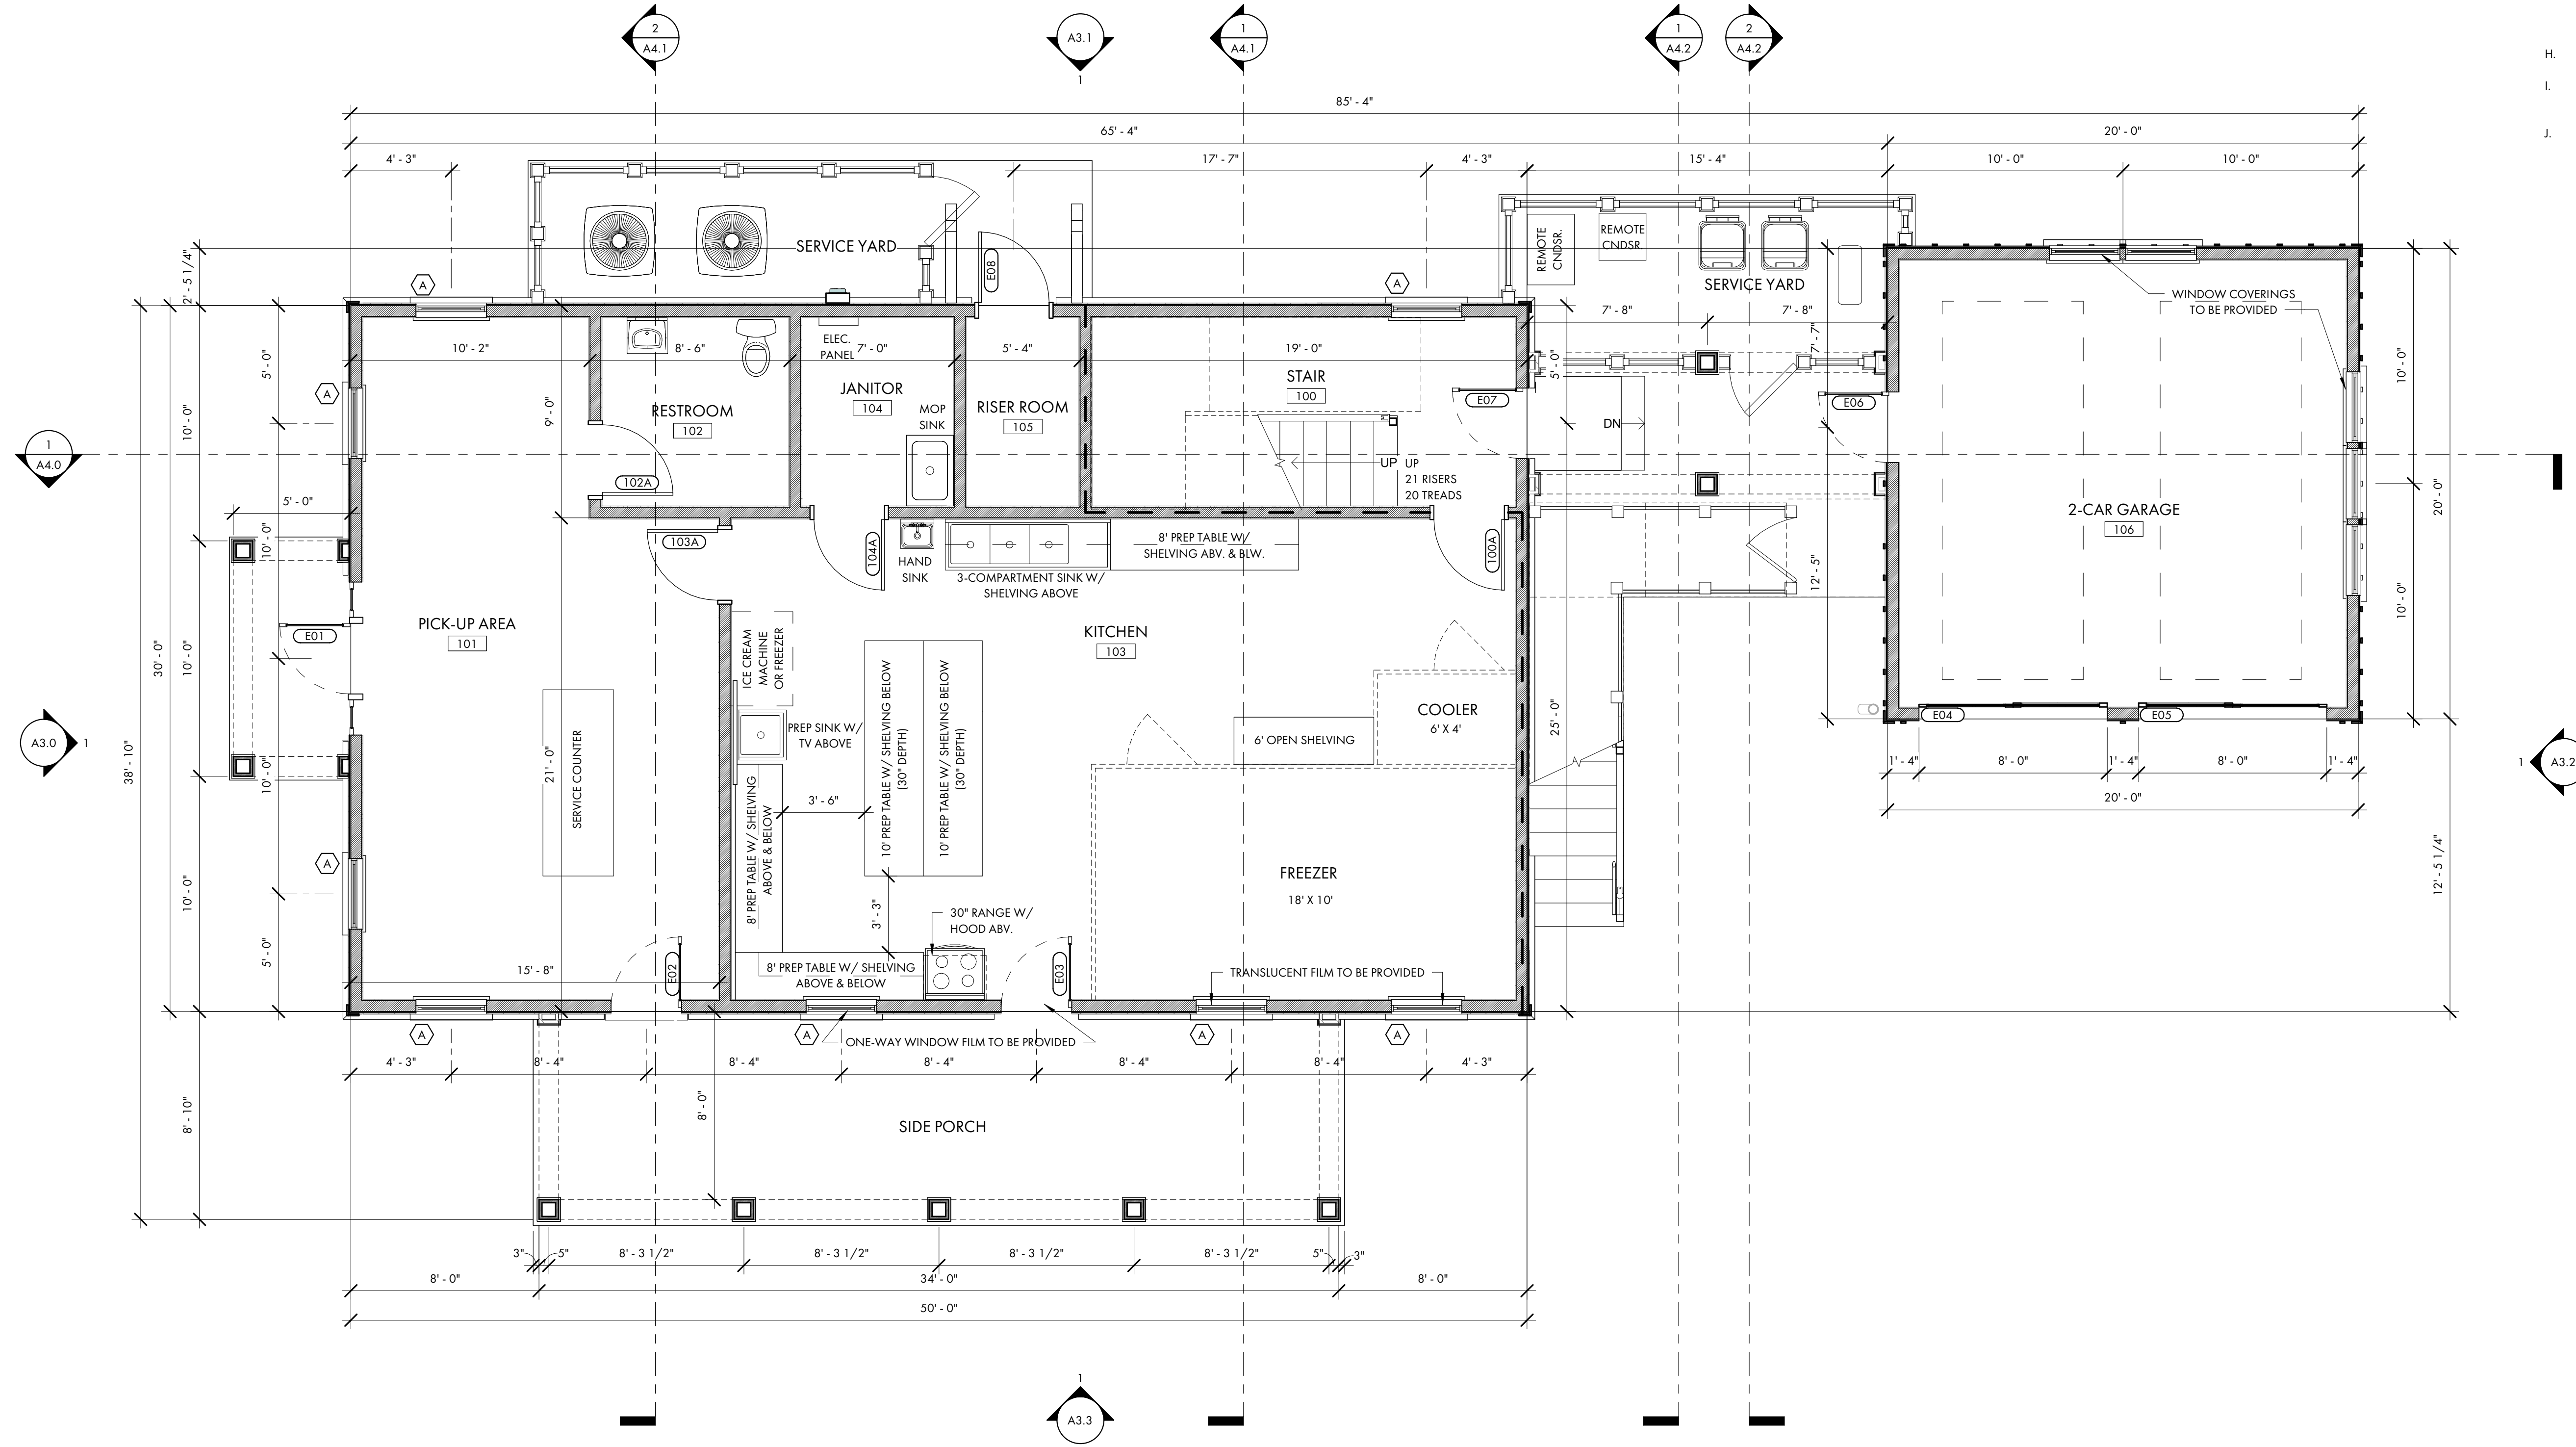 2
A4.1
A3.1
1
1
A4.1
1
A4.2
2
A4.2
H.
I.
J.
85' - 4"
65' - 4"
20' - 0"
4' - 3"
17' - 7"
4' - 3"
15' - 4"
10' - 0"
10' - 0"
SERVICE YARD
E08
REMOTE
CNDSR.
REMOTE
CNDSR.
SERVICE YARD
2' - 5 1/4"
A
A
WINDOW COVERINGS
TO BE PROVIDED
7' - 8"
7' - 8"
7' - 7"
ELEC.
PANEL
10' - 2"
8' - 6"
7' - 0"
5' - 4"
19' - 0"
5' - 0"
5' - 0"
10' - 0"
10' - 0"
A
STAIR
100
JANITOR
104
MOP
SINK
RESTROOM
102
RISER ROOM
105
9' - 0"
E07
E06
DN
1
A4.0
UP
UP
21 RISERS
20 TREADS
102A
5' - 0"
20' - 0"
2-CAR GARAGE
106
10' - 0"
103A
104A
HAND
SINK
8' PREP TABLE W/
SHELVING ABV. & BLW.
3-COMPARTMENT SINK W/
SHELVING ABOVE
100A
12' - 5"
10' - 0"
E01
PICK-UP AREA
101
KITCHEN
103
30' - 0"
10' - 0"
ICE CREAM
MACHINE
OR FREEZER
10' PREP TABLE W/ SHELVING BELOW
(30" DEPTH)
10' PREP TABLE W/ SHELVING BELOW
(30" DEPTH)
PREP SINK W/
TV ABOVE
COOLER
6' X 4'
6' OPEN SHELVING
25' - 0"
E04
E05
A3.0
1
38' - 10"
10' - 0"
21' - 0"
SERVICE COUNTER
1' - 4"
8' - 0"
1' - 4"
8' - 0"
1' - 4"
20' - 0"
1
A3.2
3' - 6"
8' PREP TABLE W/ SHELVING
ABOVE & BELOW
A
10' - 0"
FREEZER
18' X 10'
12' - 5 1/4"
3' - 3"
30" RANGE W/
HOOD ABV.
5' - 0"
15' - 8"
E02
8' PREP TABLE W/ SHELVING
ABOVE & BELOW
E03
TRANSLUCENT FILM TO BE PROVIDED
A
A
ONE-WAY WINDOW FILM TO BE PROVIDED
A
A
4' - 3"
8' - 4"
8' - 4"
8' - 4"
8' - 4"
8' - 4"
4' - 3"
8' - 10"
8' - 0"
SIDE PORCH
3"
5"
8' - 3 1/2"
8' - 3 1/2"
8' - 3 1/2"
8' - 3 1/2"
5"
3"
8' - 0"
34' - 0"
8' - 0"
50' - 0"
1
A3.3